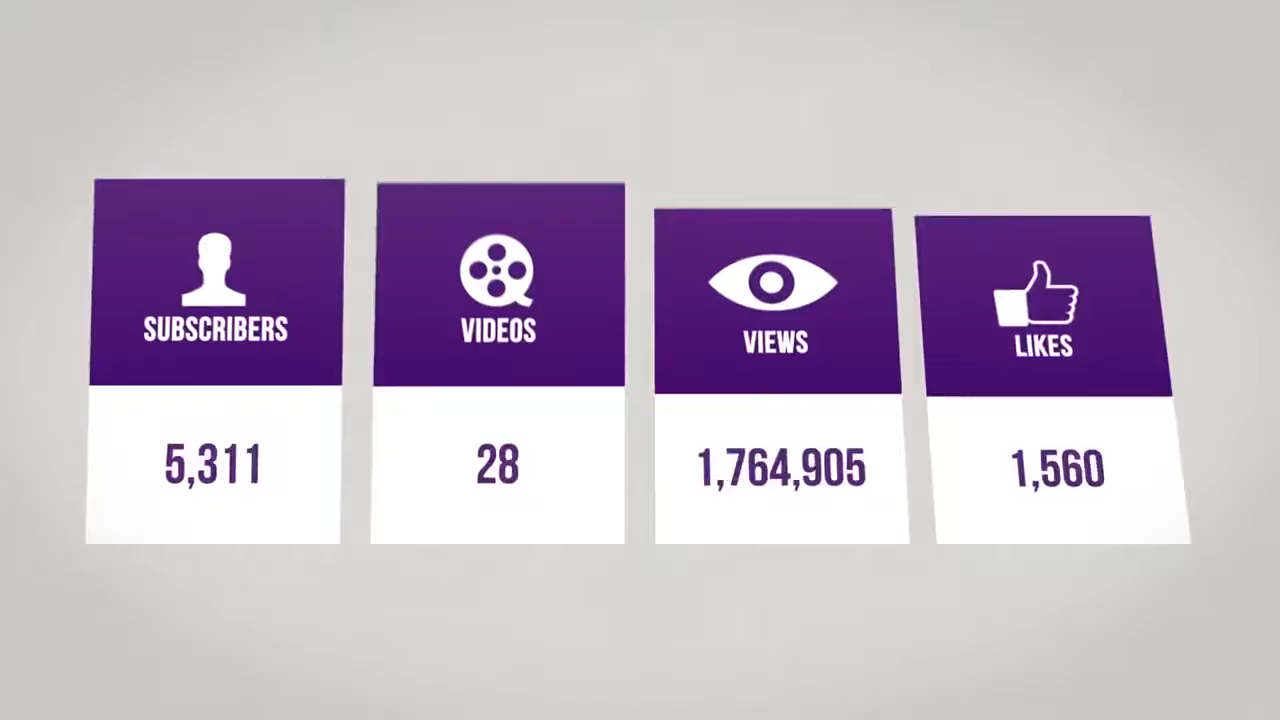 SUBSCRIBERS
5,311
VIDEOS
28
VIEWS
1,764,905
LIKES
1,560